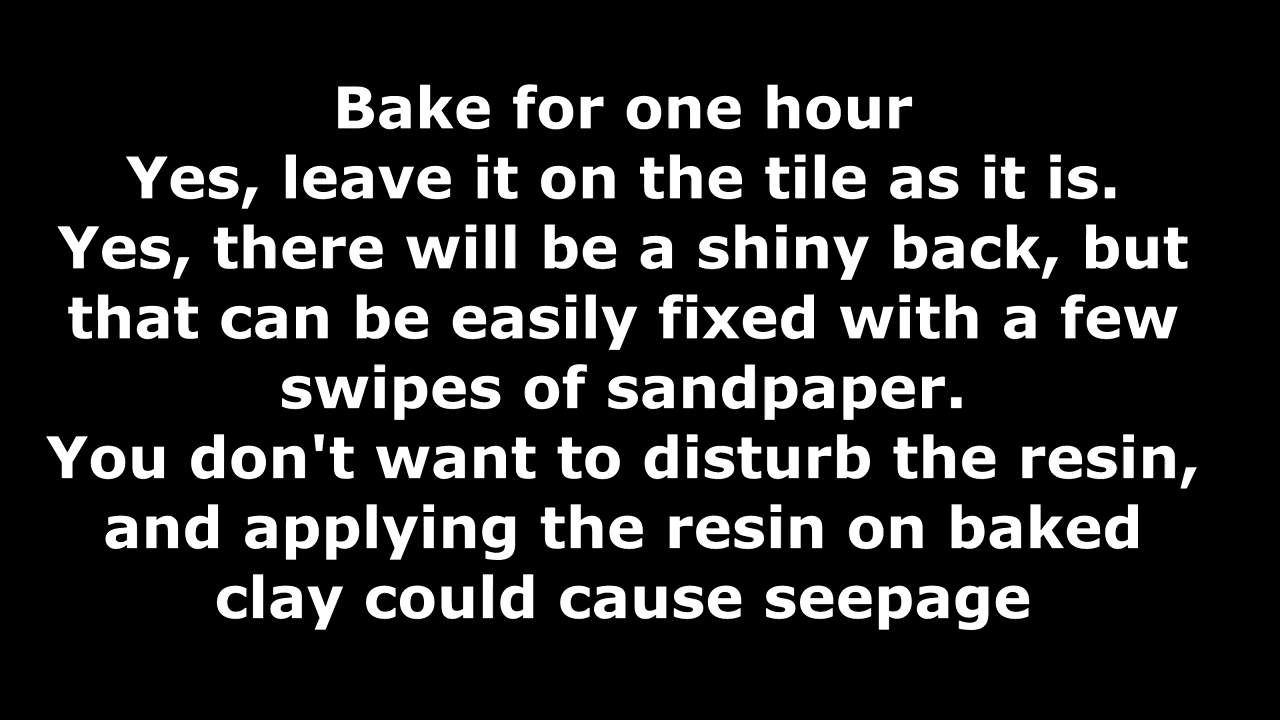 Bake for one hour
Yes, leave it on the tile as it is.
Yes, there will be a shiny back, but
that can be easily fixed with a few
swipes of sandpaper.
You don't want to disturb the resin,
and applying the resin on baked
clay could cause seepage